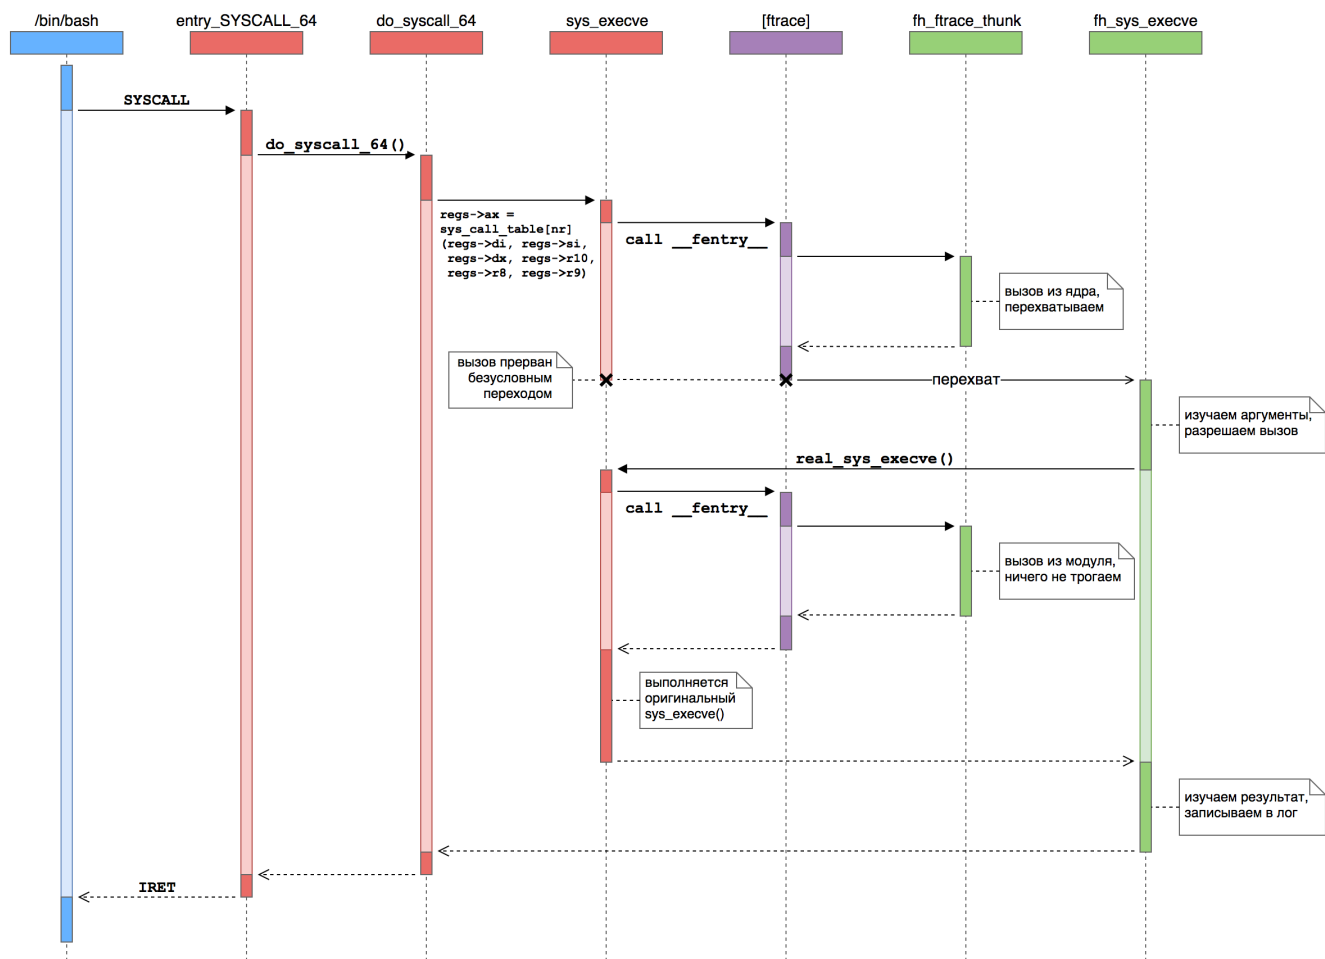 /bin/bash
entry_SYSCALL_64
do_syscall_64
sys_execve
[ftrace]
fh_ftrace_thunk
fh_sys_execve
SYSCALL
do_syscall_64()
regs->ax =
sys_call_table[nr]
(regs->di, regs->si,
regs->dx, regs->r10,
regs->r8, regs->r9)
call __fentry__
вызов из ядра,
перехватываем
вызов прерван
безусловным
переходом
перехват
изучаем аргументы,
разрешаем вызов
real_sys_execve()
call __fentry__
вызов из модуля,
ничего не трогаем
выполняется
оригинальный
sys_execve()
изучаем результат,
записываем в лог
IRET